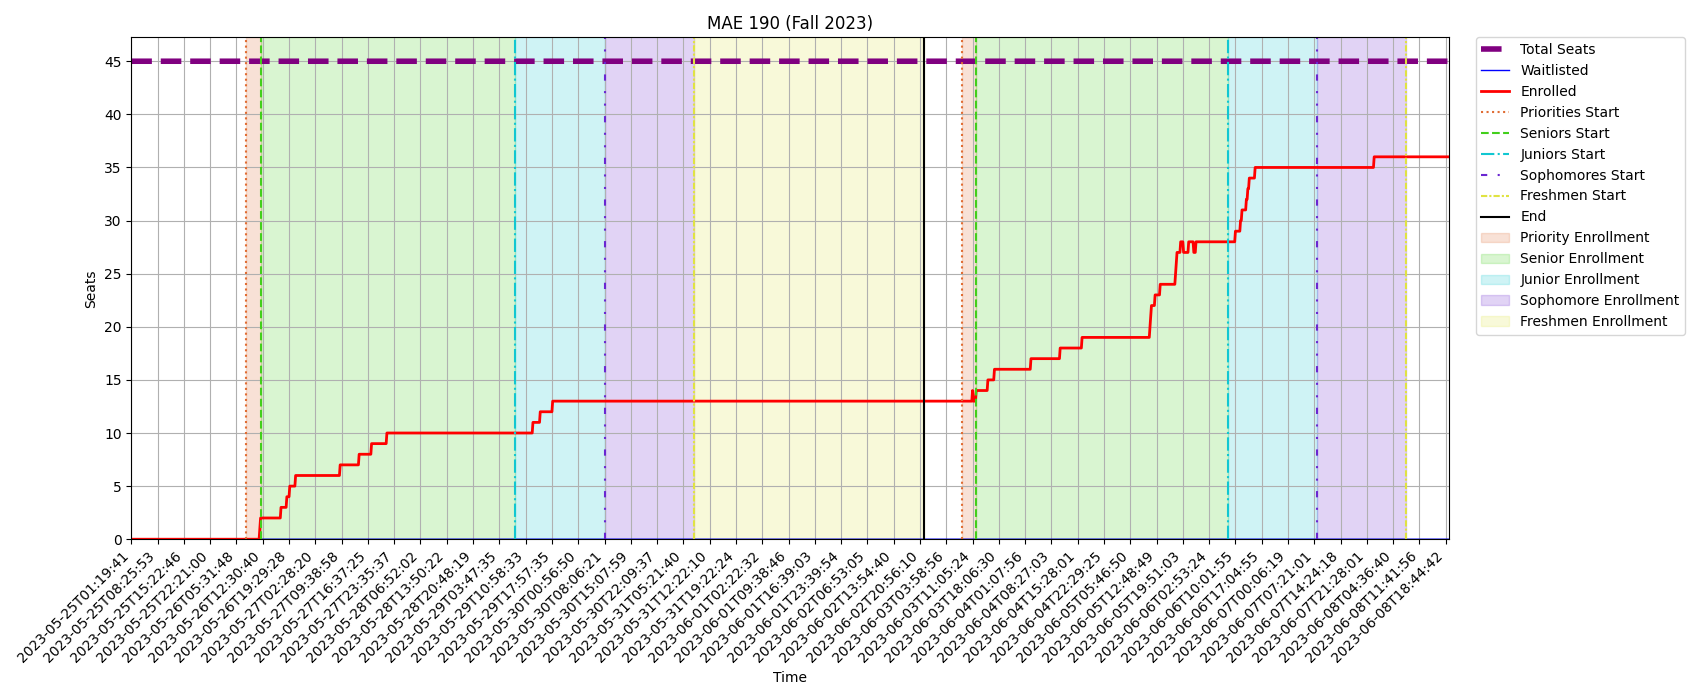 MAE 190 (Fall 2023)
Total Seats
Waitlisted
Enrolled
Priorities Start
Seniors Start
Juniors Start
Sophomores Start
Freshmen Start
End
Priority Enrollment
Senior Enrollment
Junior Enrollment
Sophomore Enrollment
Freshmen Enrollment
Seats
45
40
35
30
25
20
15
10
5
0
2023-05-25T01:19:41
2023-05-25T08:25:53
2023-05-25T15:22:46
2023-05-25T22:21:00
2023-05-26T05:31:48
2023-05-26T12:30:40
2023-05-26T19:29:28
2023-05-27T02:28:20
2023-05-27T09:38:58
2023-05-27T16:37:25
2023-05-27T23:35:37
2023-05-28T06:52:02
2023-05-28T13:50:22
2023-05-28T20:48:19
2023-05-29T03:47:35
2023-05-29T10:58:33
2023-05-29T17:57:35
2023-05-30T00:56:50
2023-05-30T08:06:21
2023-05-30T15:07:59
2023-05-30T22:09:37
2023-05-31T05:21:40
2023-05-31T12:22:10
2023-05-31T19:22:24
2023-06-01T02:22:32
2023-06-01T09:38:46
2023-06-01T16:39:03
2023-06-01T23:39:54
2023-06-02T06:53:05
2023-06-02T13:54:40
2023-06-02T20:56:10
2023-06-03T03:58:56
2023-06-03T11:05:24
2023-06-03T18:06:30
2023-06-04T01:07:56
2023-06-04T08:27:03
2023-06-04T15:28:01
2023-06-04T22:29:25
2023-06-05T05:46:50
2023-06-05T12:48:49
2023-06-05T19:51:03
2023-06-06T02:53:24
2023-06-06T10:01:55
2023-06-06T17:04:55
2023-06-07T00:06:19
2023-06-07T07:21:01
2023-06-07T14:24:18
2023-06-07T21:28:01
2023-06-08T04:36:40
2023-06-08T11:41:56
2023-06-08T18:44:42
Time